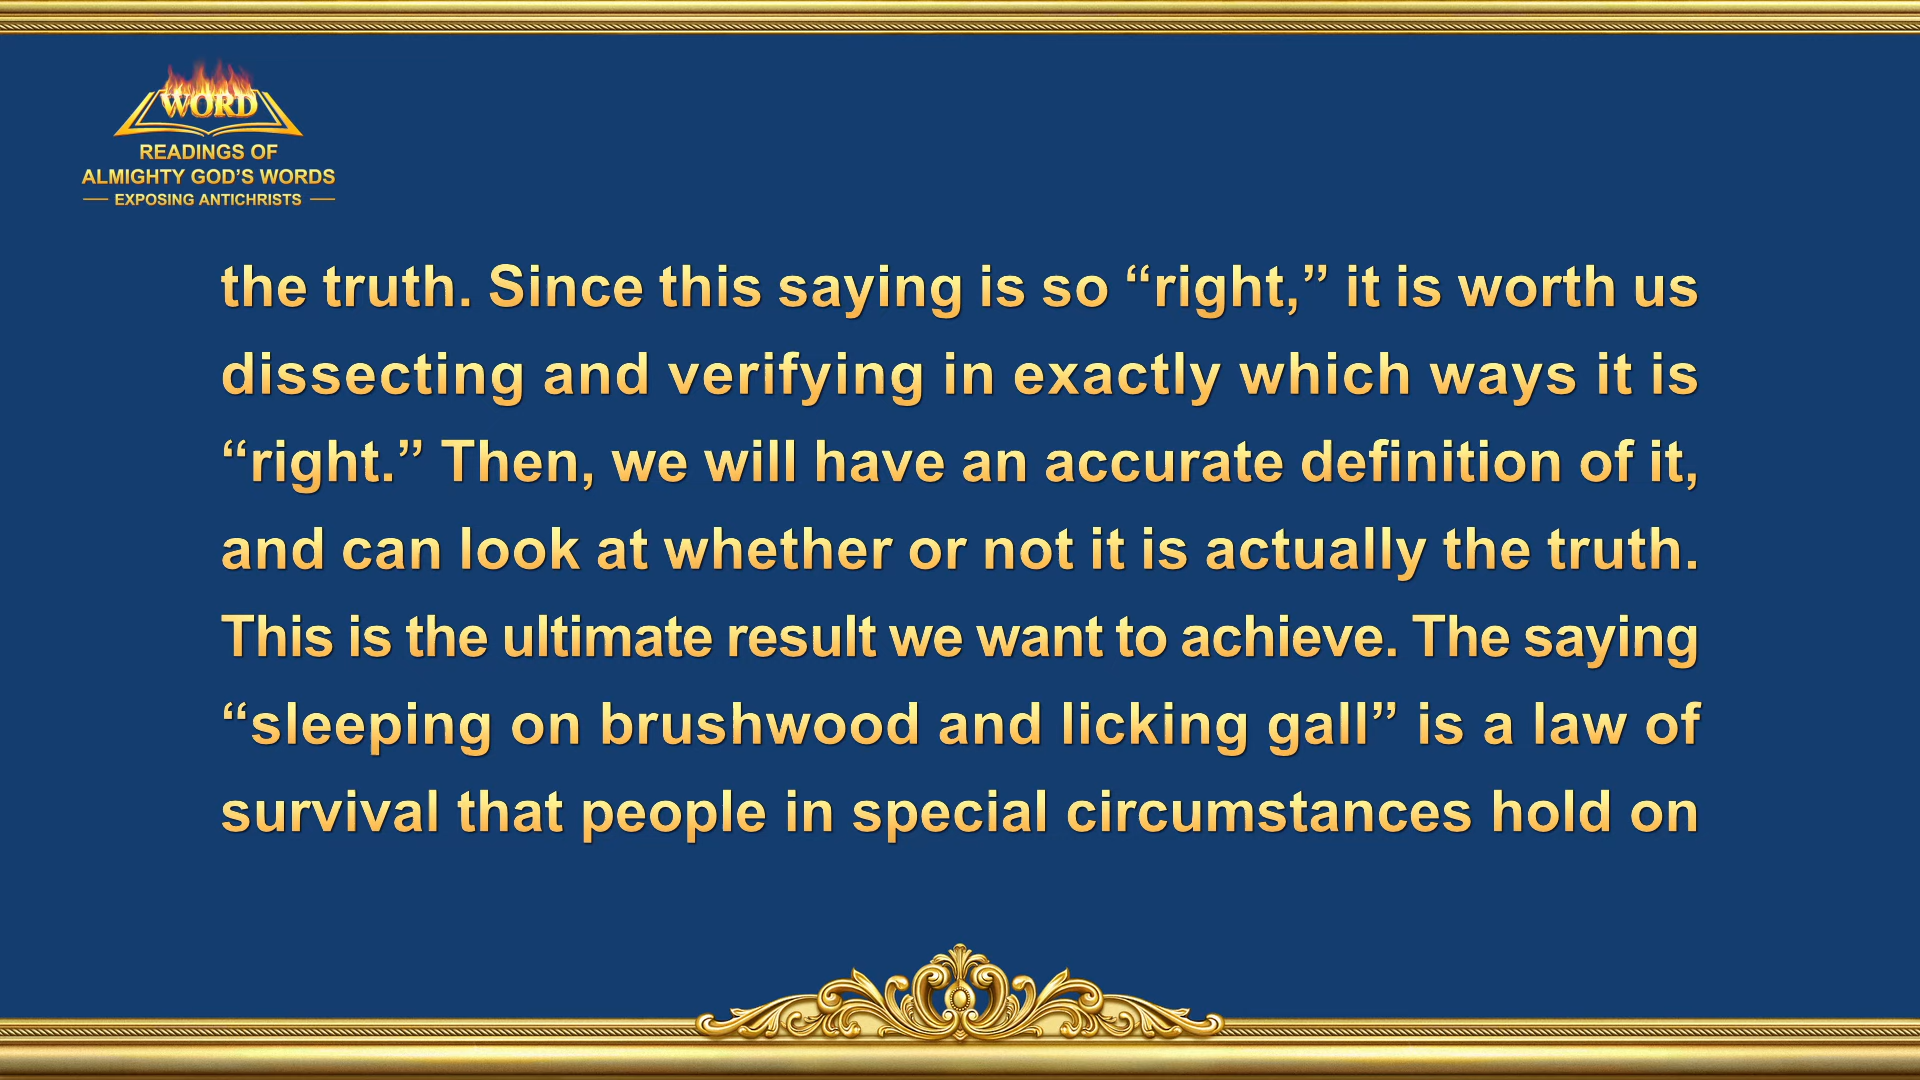 WORD
READINGS OF
ALMIGHTY GOD’S WORDS
EXPOSING ANTICHRISTS
the truth. Since this saying is so “right,” it is worth us
dissecting and verifying in exactly which ways it is
“right.” Then, we will have an accurate definition of it,
and can look at whether or not it is actually the truth.
This is the ultimate result we want to achieve. The saying
“sleeping on brushwood and licking gall” is a law of
survival that people in special circumstances hold on